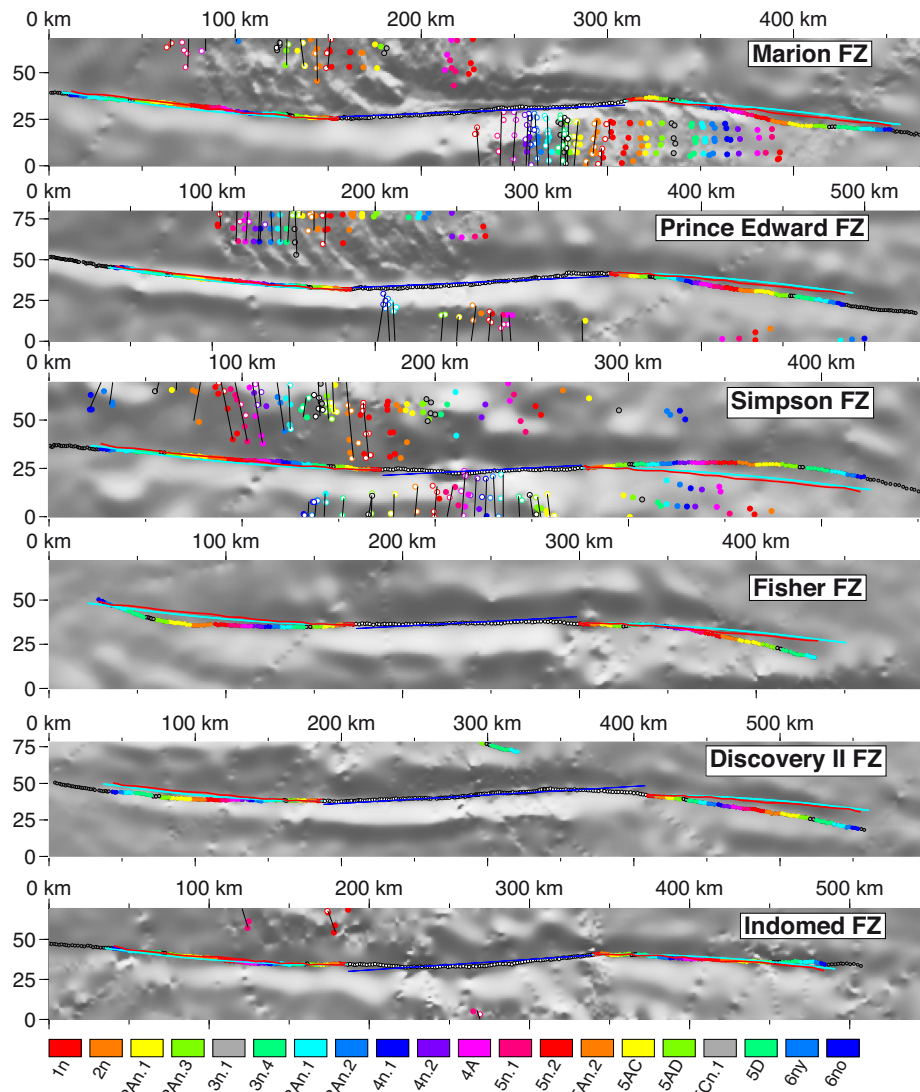 0 km 100 km 200 km 300 km 400 km
Marion FZ
50
25
0
0 km 100 km 200 km 300 km 400 km 500 km
Prince Edward FZ
75
50
25
0
0 km 100 km 200 km 300 km 400 km
Simpson FZ
50
25
0
0 km 100 km 200 km 300 km 400 km
Fisher FZ
50
25
0
0 km 100 km 200 km 300 km 400 km 500 km
Discovery II FZ
75
50
25
0
0 km 100 km 200 km 300 km 400 km 500 km
Indomed FZ
50
25
0
1n 2n 3n.1 3n.4 4n.1 4n.2 4A 5n.1 5n.2 5AC 5AD 5D 6ny 6no